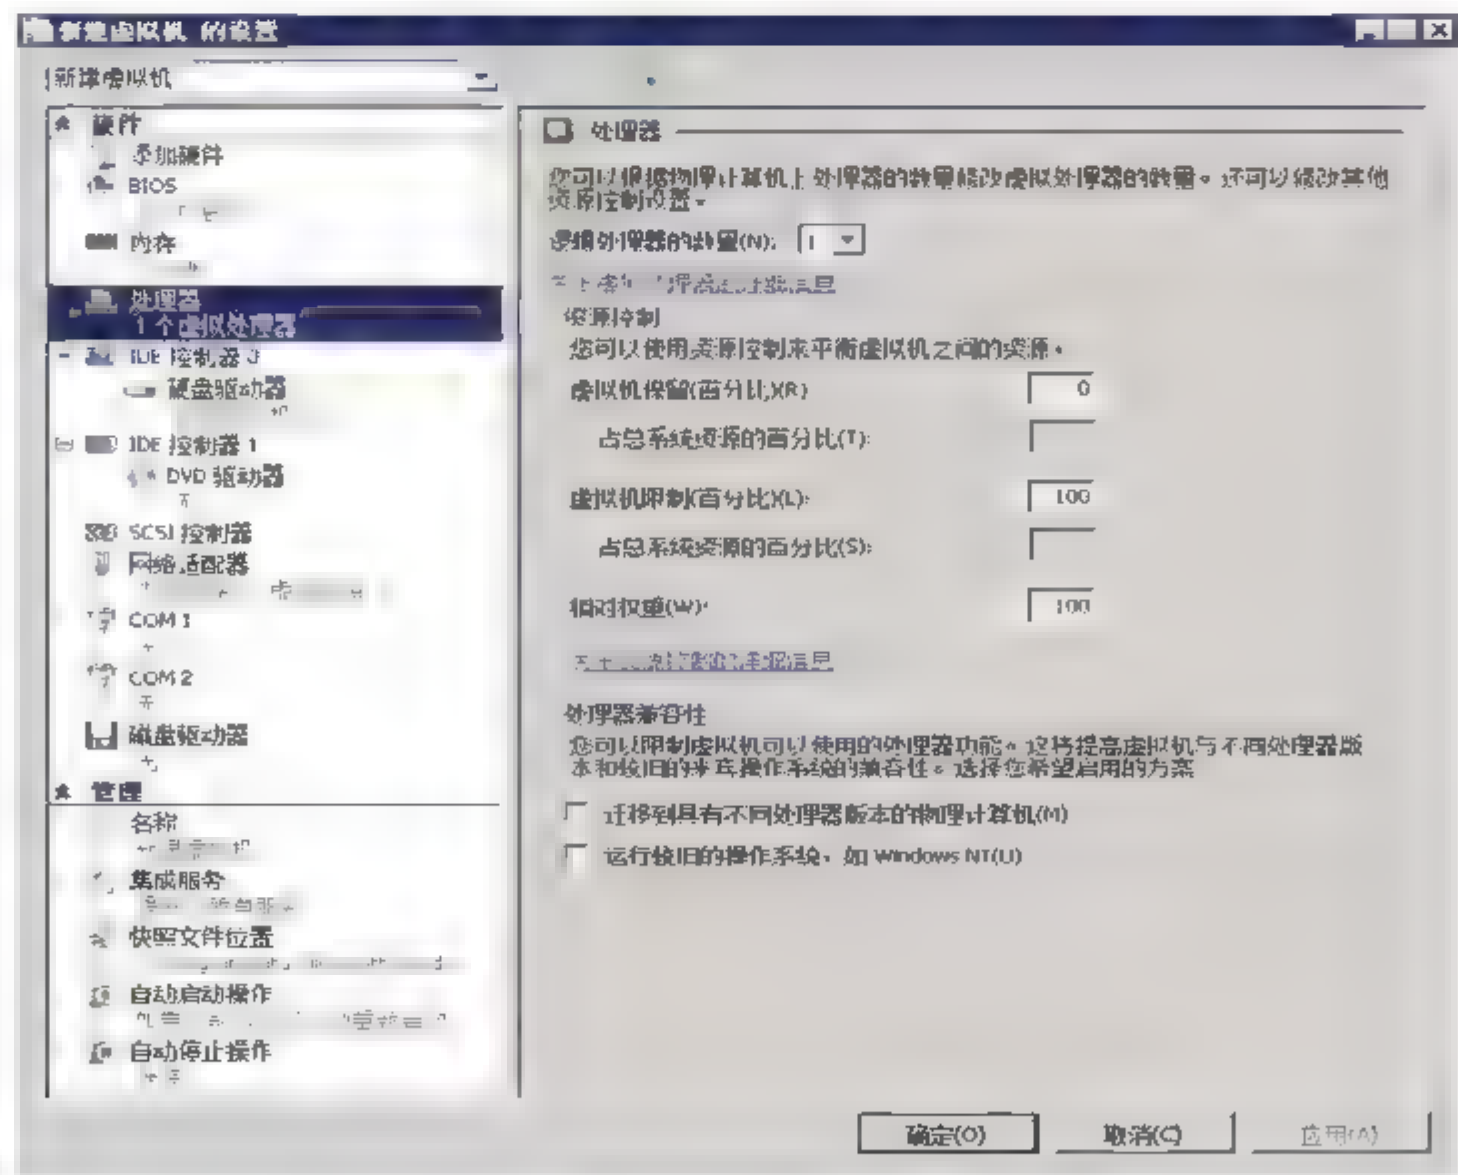 新建虚拟机 的设置
新建虚拟机
硬件
添加硬件
BIOS
内存
处理器
1 个虚拟处理器
IDE 控制器 0
硬盘驱动器
IDE 控制器 1
DVD 驱动器
无
SCSI 控制器
网络适配器
COM 1
无
COM 2
无
磁盘驱动器
无
管理
名称
集成服务
快照文件位置
自动启动操作
自动停止操作
处理器
您可以根据物理计算机上处理器的数量修改虚拟处理器的数量。还可以修改其他
资源控制设置。
逻辑处理器的数量(N): 1
资源控制
您可以使用资源控制来平衡虚拟机之间的资源。
虚拟机保留(百分比)(R) 0
占总系统资源的百分比(T):
虚拟机限制(百分比)(L): 100
占总系统资源的百分比(S):
相对权重(W): 100
处理器兼容性
您可以限制虚拟机可以使用的处理器功能。这将提高虚拟机与不同处理器版
本和较旧的来宾操作系统的兼容性。选择您希望启用的方案
迁移到具有不同处理器版本的物理计算机(M)
运行较旧的操作系统，如 Windows NT(U)
确定(O) 取消(C) 应用(A)